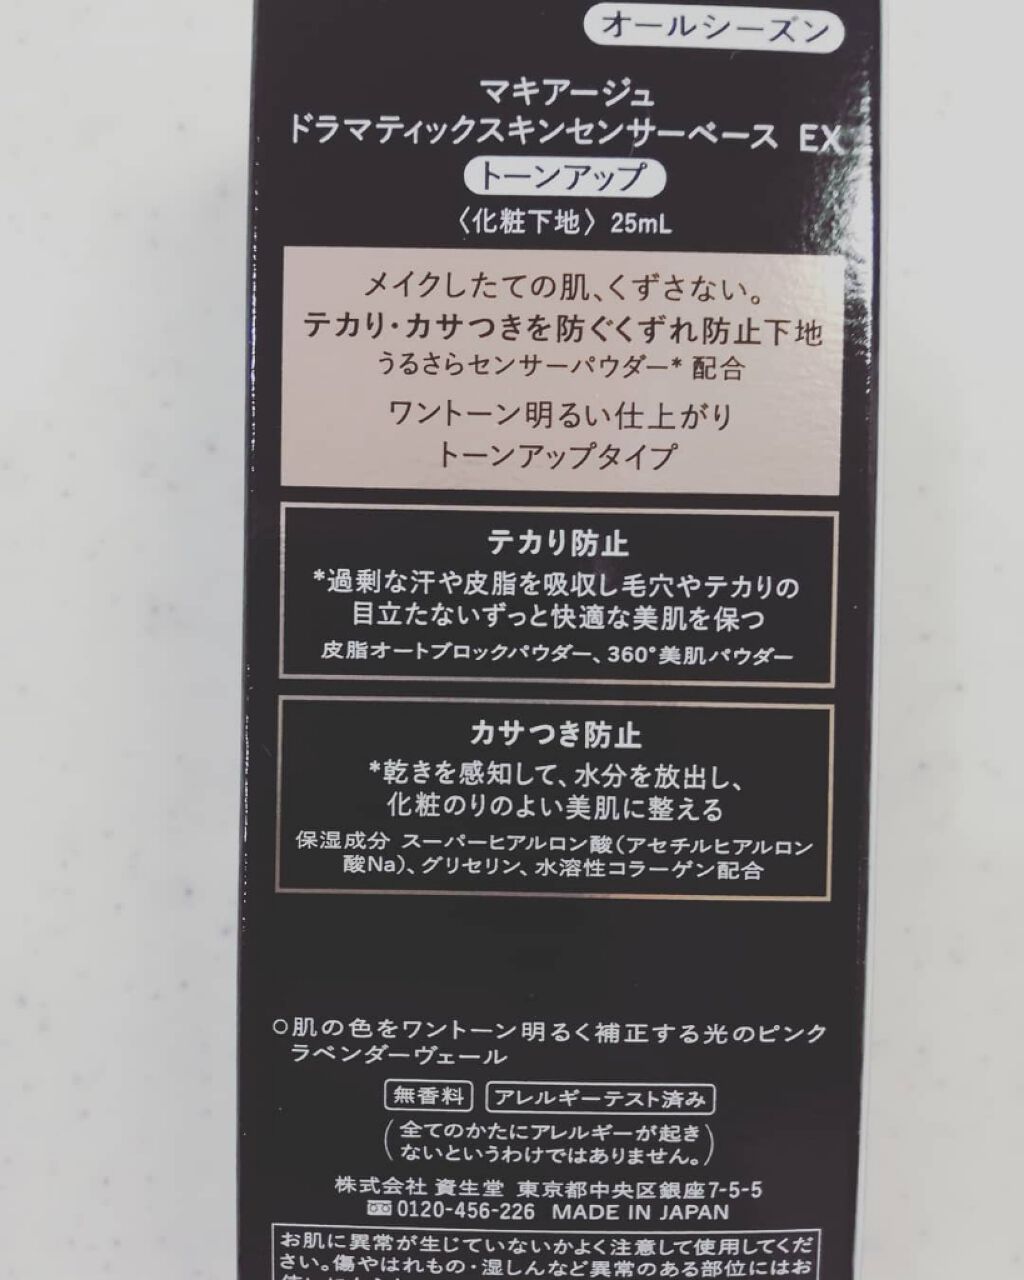 オールシーズン
マキアージュ
ドラマティックスキンセンサーベース EX
トーンアップ
〈化粧下地〉25mL
メイクしたての肌、くずさない。
テカリ・カサつきを防ぐくずれ防止下地
うるさらセンサーパウダー* 配合
ワントーン明るい仕上がり
トーンアップタイプ
テカリ防止
*過剰な汗や皮脂を吸収し毛穴やテカリの
目立たないずっと快適な美肌を保つ
皮脂オートブロックパウダー、360°美肌パウダー
カサつき防止
*乾きを感知して、水分を放出し、
化粧のりのよい美肌に整える
保湿成分 スーパーヒアルロン酸(アセチルヒアルロン
酸Na)、グリセリン、水溶性コラーゲン配合
○肌の色をワントーン明るく補正する光のピンク
ラベンダーヴェール
無香料 アレルギーテスト済み
(全てのかたにアレルギーが起き
ないというわけではありません。)
株式会社 資生堂 東京都中央区銀座7-5-5
0120-456-226 MADE IN JAPAN
お肌に異常が生じていないかよく注意して使用してくだ
さい。傷やはれもの・湿しんなど異常のある部位にはお